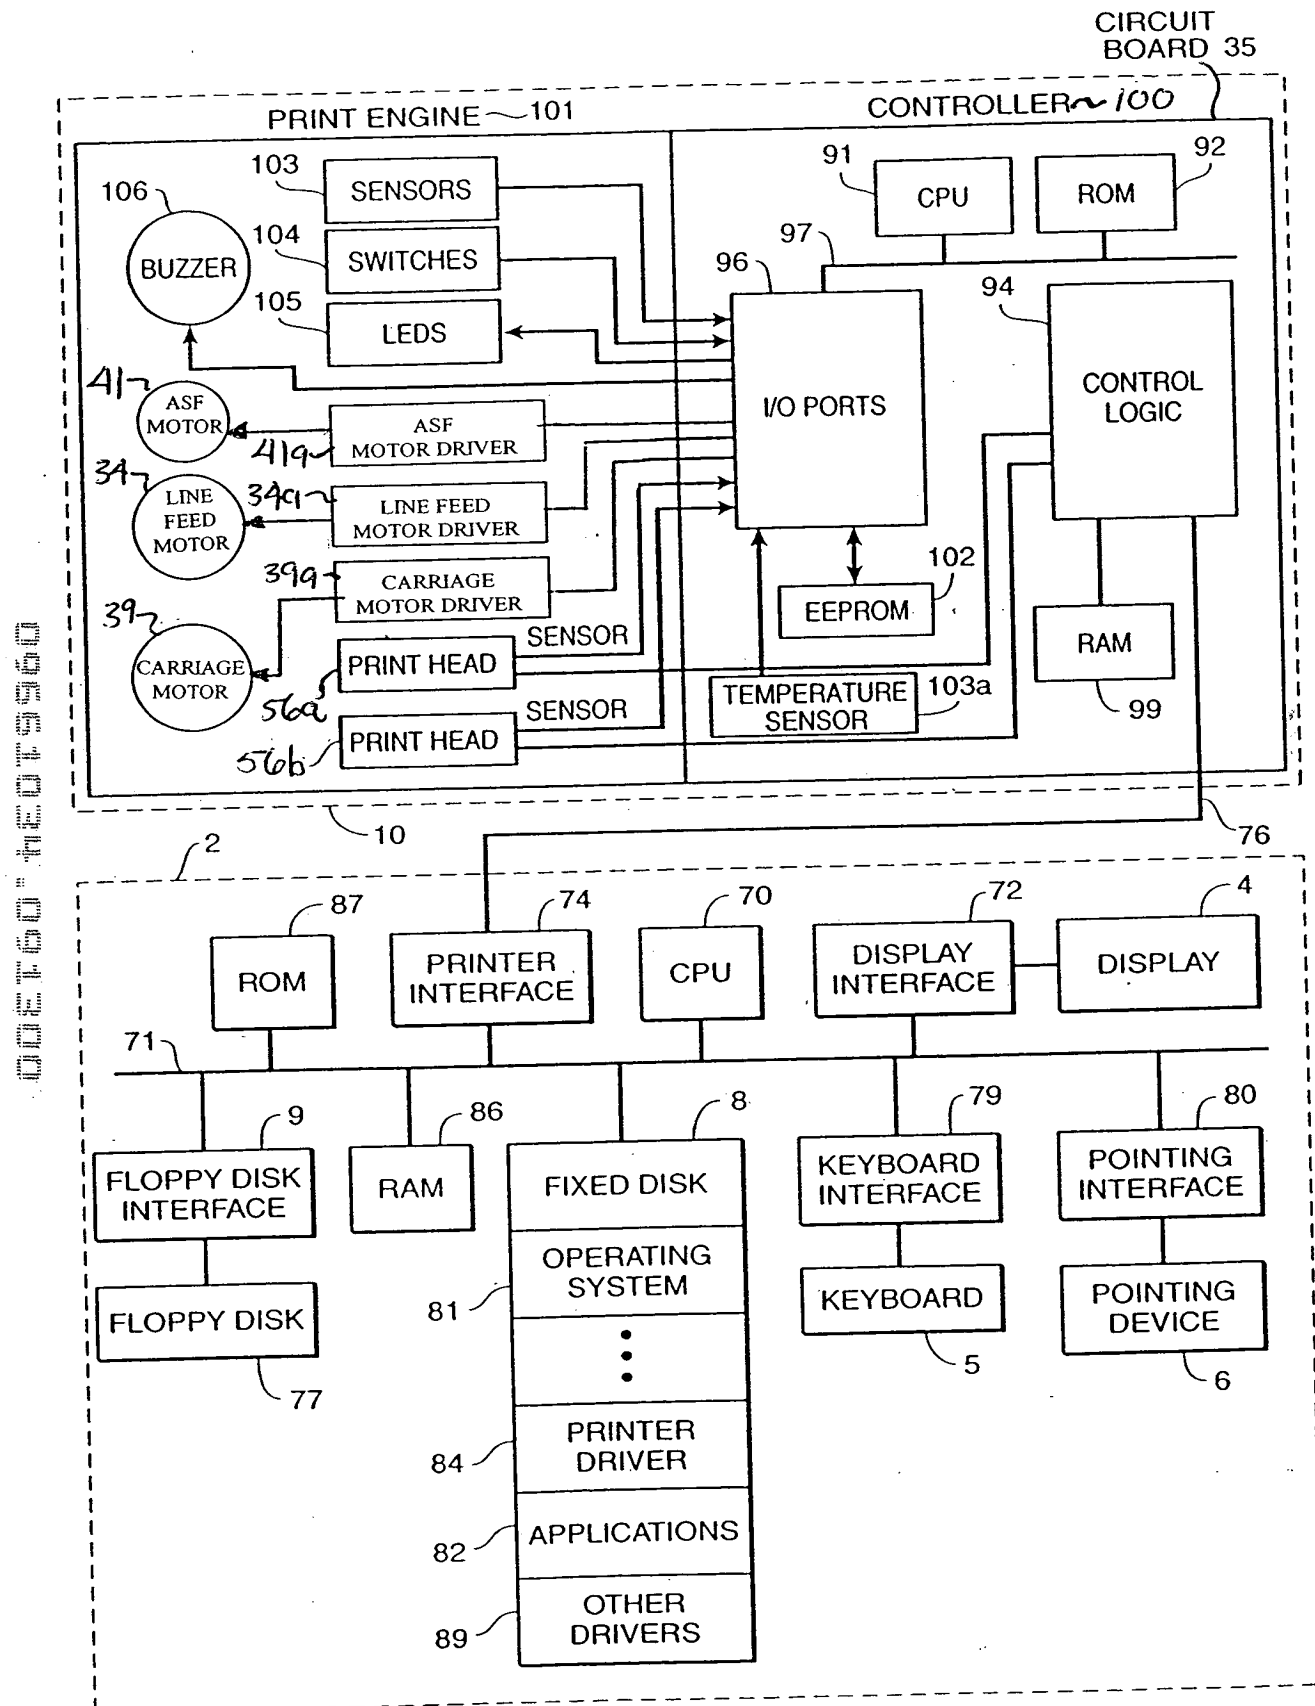 CIRCUIT
BOARD 35
PRINT ENGINE 101
CONTROLLER 100
103
SENSORS
91
CPU
92
ROM
106
BUZZER
104
SWITCHES
97
96
94
105
LEDS
I/O PORTS
CONTROL
LOGIC
41
ASF
MOTOR
41a
ASF
MOTOR DRIVER
34
LINE
FEED
MOTOR
34a
LINE FEED
MOTOR DRIVER
39a
CARRIAGE
MOTOR DRIVER
102
EEPROM
39
CARRIAGE
MOTOR
SENSOR
PRINT HEAD
56a
RAM
99
TEMPERATURE
SENSOR
103a
SENSOR
PRINT HEAD
56b
10
76
2
87
ROM
74
PRINTER
INTERFACE
70
CPU
72
DISPLAY
INTERFACE
4
DISPLAY
71
9
FLOPPY DISK
INTERFACE
86
RAM
8
FIXED DISK
79
KEYBOARD
INTERFACE
80
POINTING
INTERFACE
OPERATING
SYSTEM
81
FLOPPY DISK
77
KEYBOARD
5
POINTING
DEVICE
6
PRINTER
DRIVER
84
APPLICATIONS
82
OTHER
DRIVERS
89